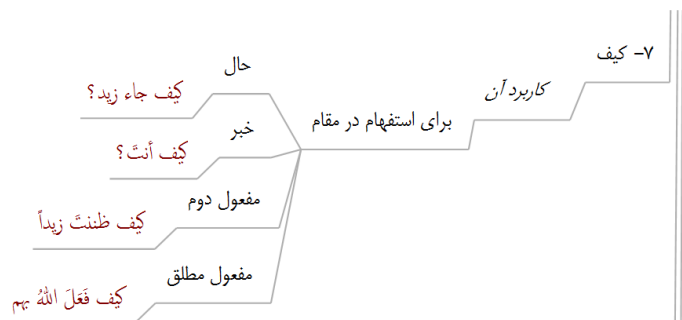 ۷- کیف
کاربرد آن
برای استفهام در مقام
حال
کیف جاء زید؟
خبر
کیف أنتَ؟
مفعول دوم
کیف ظننتَ زیداً
مفعول مطلق
کیف فَعَلَ اللهُ بهم